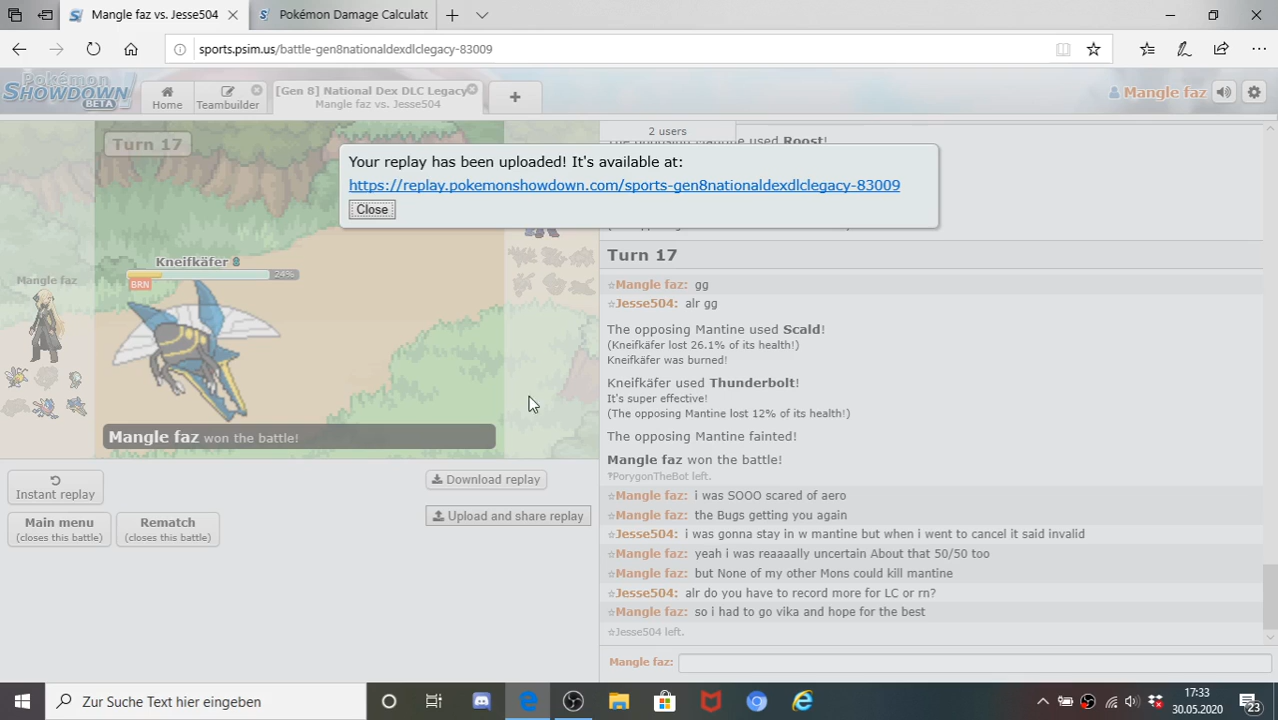 Mangle faz vs. Jesse504
Pokémon Damage Calculato
sports.psim.us/battle-gen8nationaldexdlclegacy-83009
Pokémon
SHOWDOWN
BETA
Home
Teambuilder
[Gen 8] National Dex DLC Legacy
Mangle faz vs. Jesse504
Mangle faz
Turn 17
2 users
Roost!
Your replay has been uploaded! It's available at:
https://replay.pokemonshowdown.com/sports-gen8nationaldexdlclegacy-83009
Close
Mangle faz
Kneifkäfer
24%
BRN
Mangle faz won the battle!
Turn 17
☆Mangle faz: gg
☆Jesse504: alr gg
The opposing Mantine used Scald!
(Kneifkäfer lost 26.1% of its health!)
Kneifkäfer was burned!
Kneifkäfer used Thunderbolt!
It's super effective!
(The opposing Mantine lost 12% of its health!)
The opposing Mantine fainted!
Mangle faz won the battle!
PorygonTheBot left.
☆Mangle faz: i was SOOO scared of aero
☆Mangle faz: the Bugs getting you again
☆Jesse504: i was gonna stay in w mantine but when i went to cancel it said invalid
☆Mangle faz: yeah i was reaaaally uncertain About that 50/50 too
☆Mangle faz: but None of my other Mons could kill mantine
☆Jesse504: alr do you have to record more for LC or rn?
☆Mangle faz: so i had to go vika and hope for the best
☆Jesse504 left.
Mangle faz:
Instant replay
Download replay
Upload and share replay
Main menu
(closes this battle)
Rematch
(closes this battle)
Zur Suche Text hier eingeben
17:33
30.05.2020
23